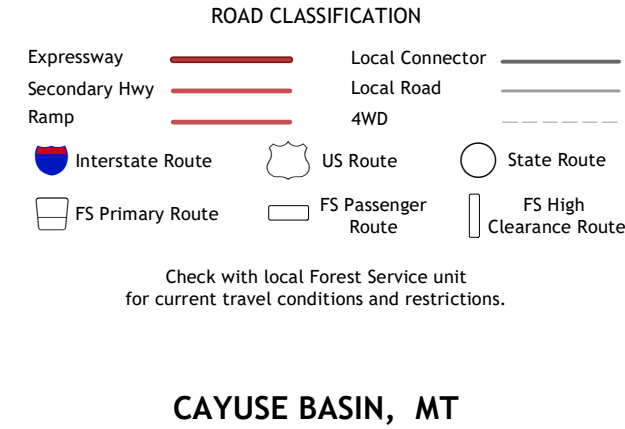 ROAD CLASSIFICATION
Expressway
Local Connector
Secondary Hwy
Local Road
Ramp
4WD
Interstate Route
US Route
State Route
FS Primary Route
FS Passenger
Route
FS High
Clearance Route
Check with local Forest Service unit
for current travel conditions and restrictions.
CAYUSE BASIN, MT